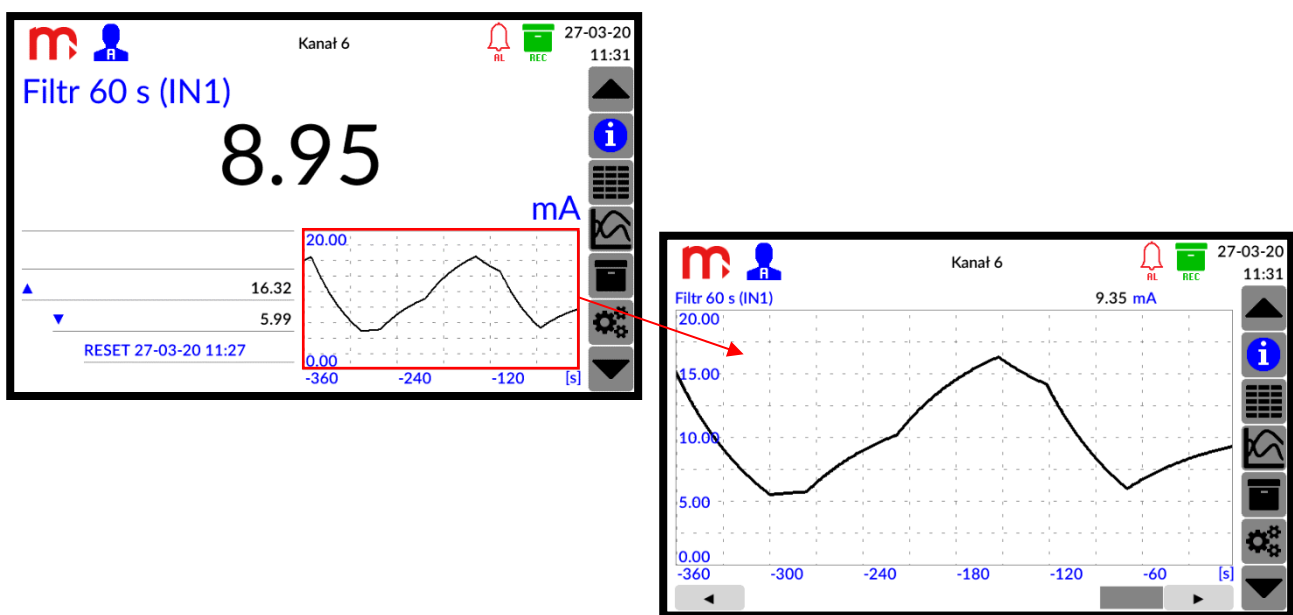 Kanał 6
27-03-20
11:31
AL
REC
A
Filtr 60 s (IN1)
8.95
mA
16.32
5.99
RESET 27-03-20 11:27
20.00
0.00
-360 -240 -120 [s]
Kanał 6
27-03-20
11:31
AL
REC
A
Filtr 60 s (IN1) 9.35 mA
20.00
15.00
10.00
5.00
0.00
-360 -300 -240 -180 -120 -60 [s]